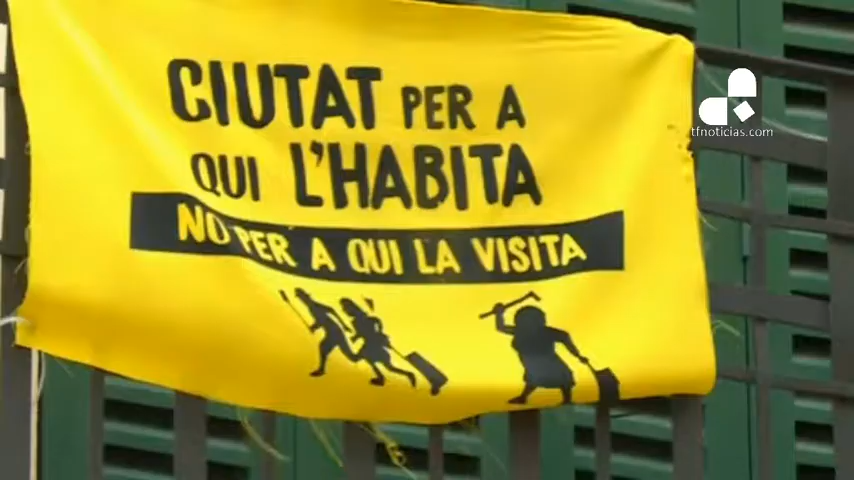 CIUTAT PER A
QUI L'HABITA
NO PER A QUI LA VISITA
tfnoticias.com